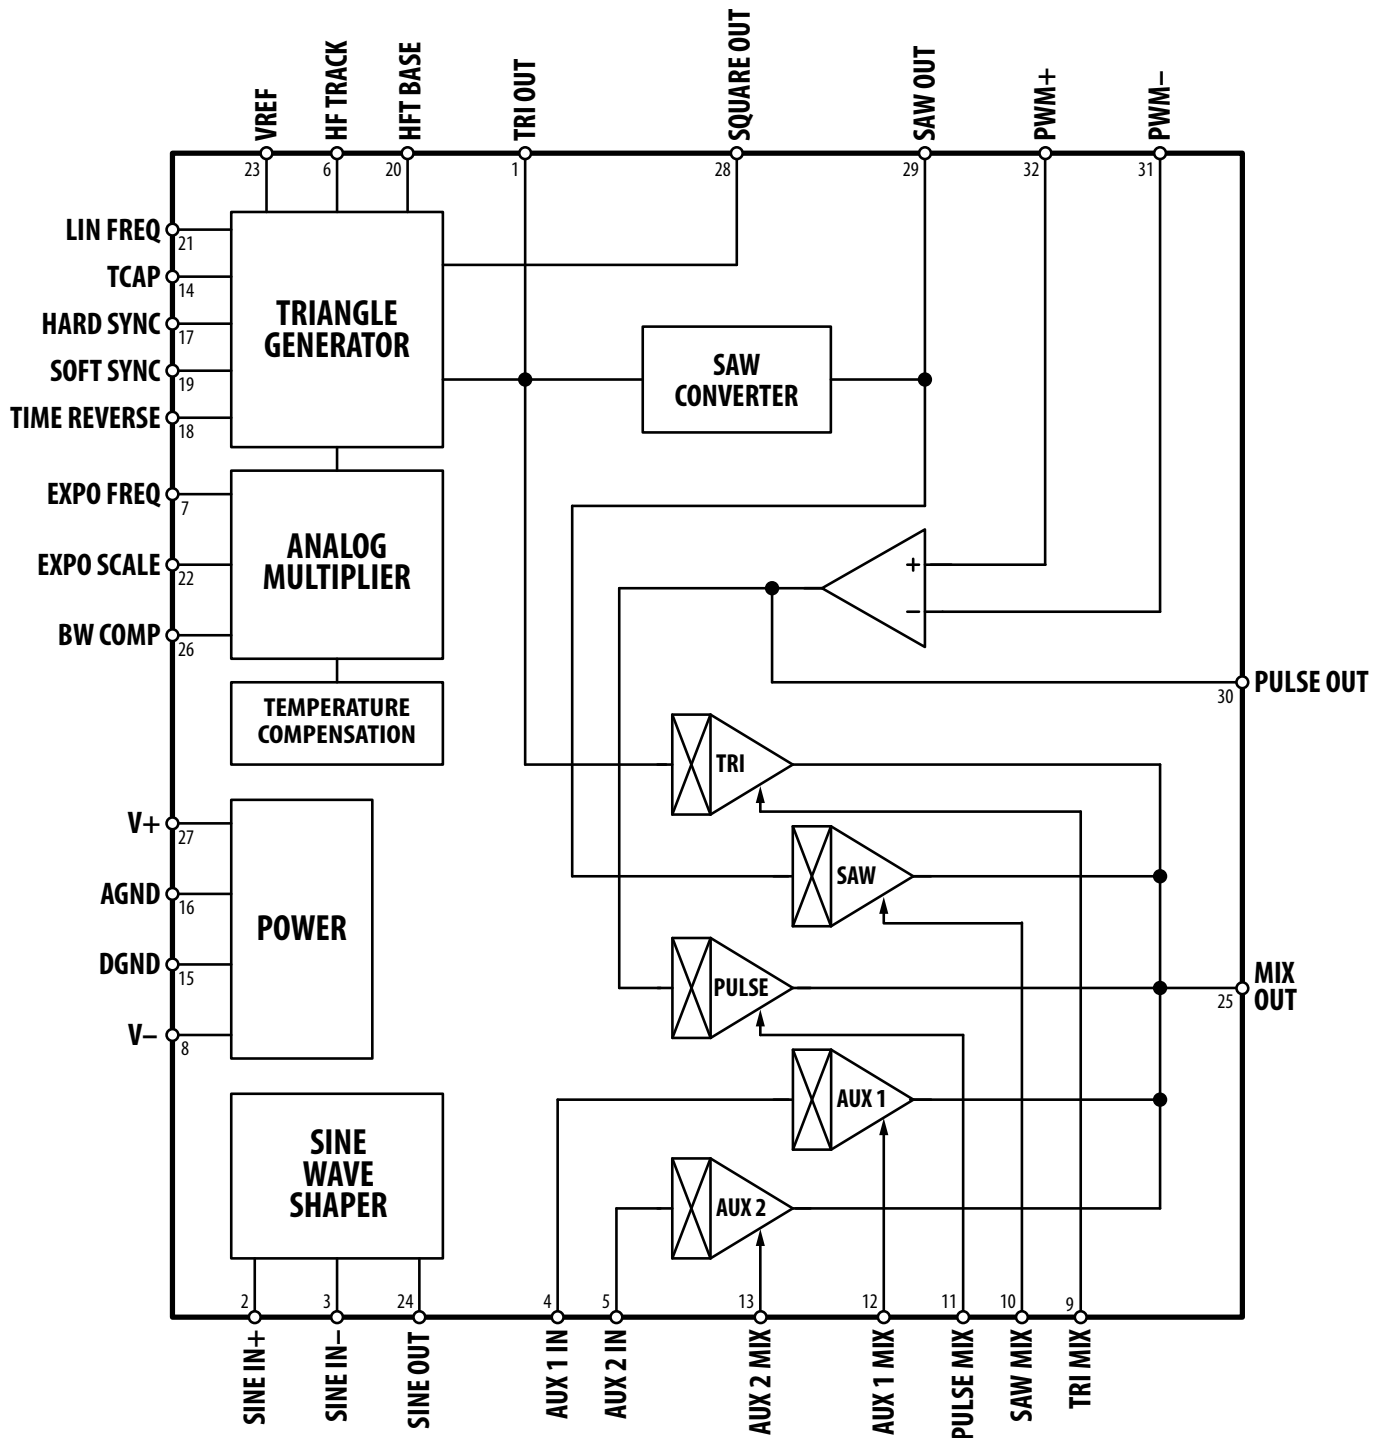 VREF
HF TRACK
HFT BASE
TRI OUT
SQUARE OUT
SAW OUT
PWM+
PWM–
23
6
20
1
28
29
32
31
LIN FREQ
21
TCAP
14
HARD SYNC
17
SOFT SYNC
19
TIME REVERSE
18
TRIANGLE
GENERATOR
SAW
CONVERTER
EXPO FREQ
7
EXPO SCALE
22
BW COMP
26
ANALOG
MULTIPLIER
+
–
TEMPERATURE
COMPENSATION
30
PULSE OUT
TRI
SAW
PULSE
AUX 1
AUX 2
V+
27
AGND
16
DGND
15
V–
8
POWER
25
MIX
OUT
SINE
WAVE
SHAPER
2
3
24
4
5
13
12
11
10
9
SINE IN+
SINE IN–
SINE OUT
AUX 1 IN
AUX 2 IN
AUX 2 MIX
AUX 1 MIX
PULSE MIX
SAW MIX
TRI MIX